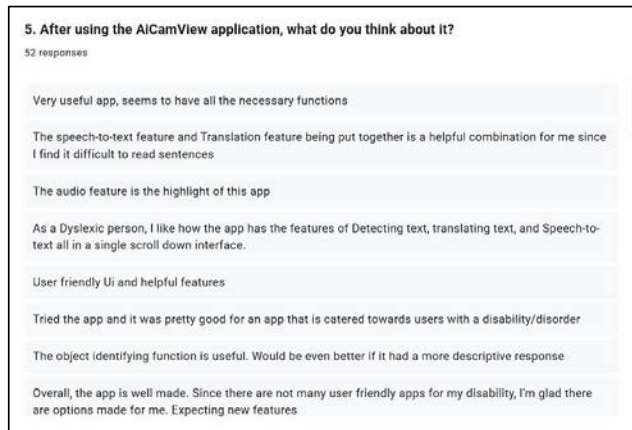 5. After using the AiCamView application, what do you think about it?
52 responses
Very useful app, seems to have all the necessary functions
The speech-to-text feature and Translation feature being put together is a helpful combination for me since
I find it difficult to read sentences
The audio feature is the highlight of this app
As a Dyslexic person, I like how the app has the features of Detecting text, translating text, and Speech-to-
text all in a single scroll down interface.
User friendly Ui and helpful features
Tried the app and it was pretty good for an app that is catered towards users with a disability/disorder
The object identifying function is useful. Would be even better if it had a more descriptive response
Overall, the app is well made. Since there are not many user friendly apps for my disability, I'm glad there
are options made for me. Expecting new features